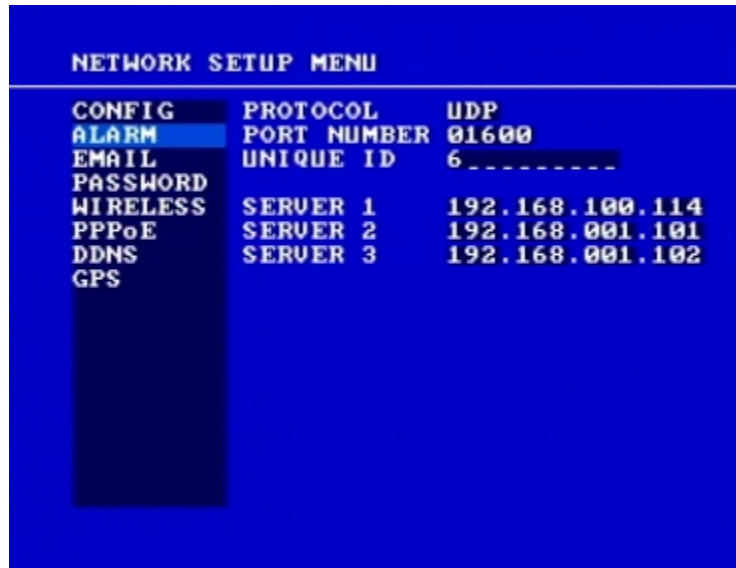 NETWORK SETUP MENU
CONFIG PROTOCOL UDP
ALARM PORT NUMBER 01600
EMAIL UNIQUE ID 6_________
PASSWORD
WIRELESS SERVER 1 192.168.100.114
PPPoE SERVER 2 192.168.001.101
DDNS SERVER 3 192.168.001.102
GPS